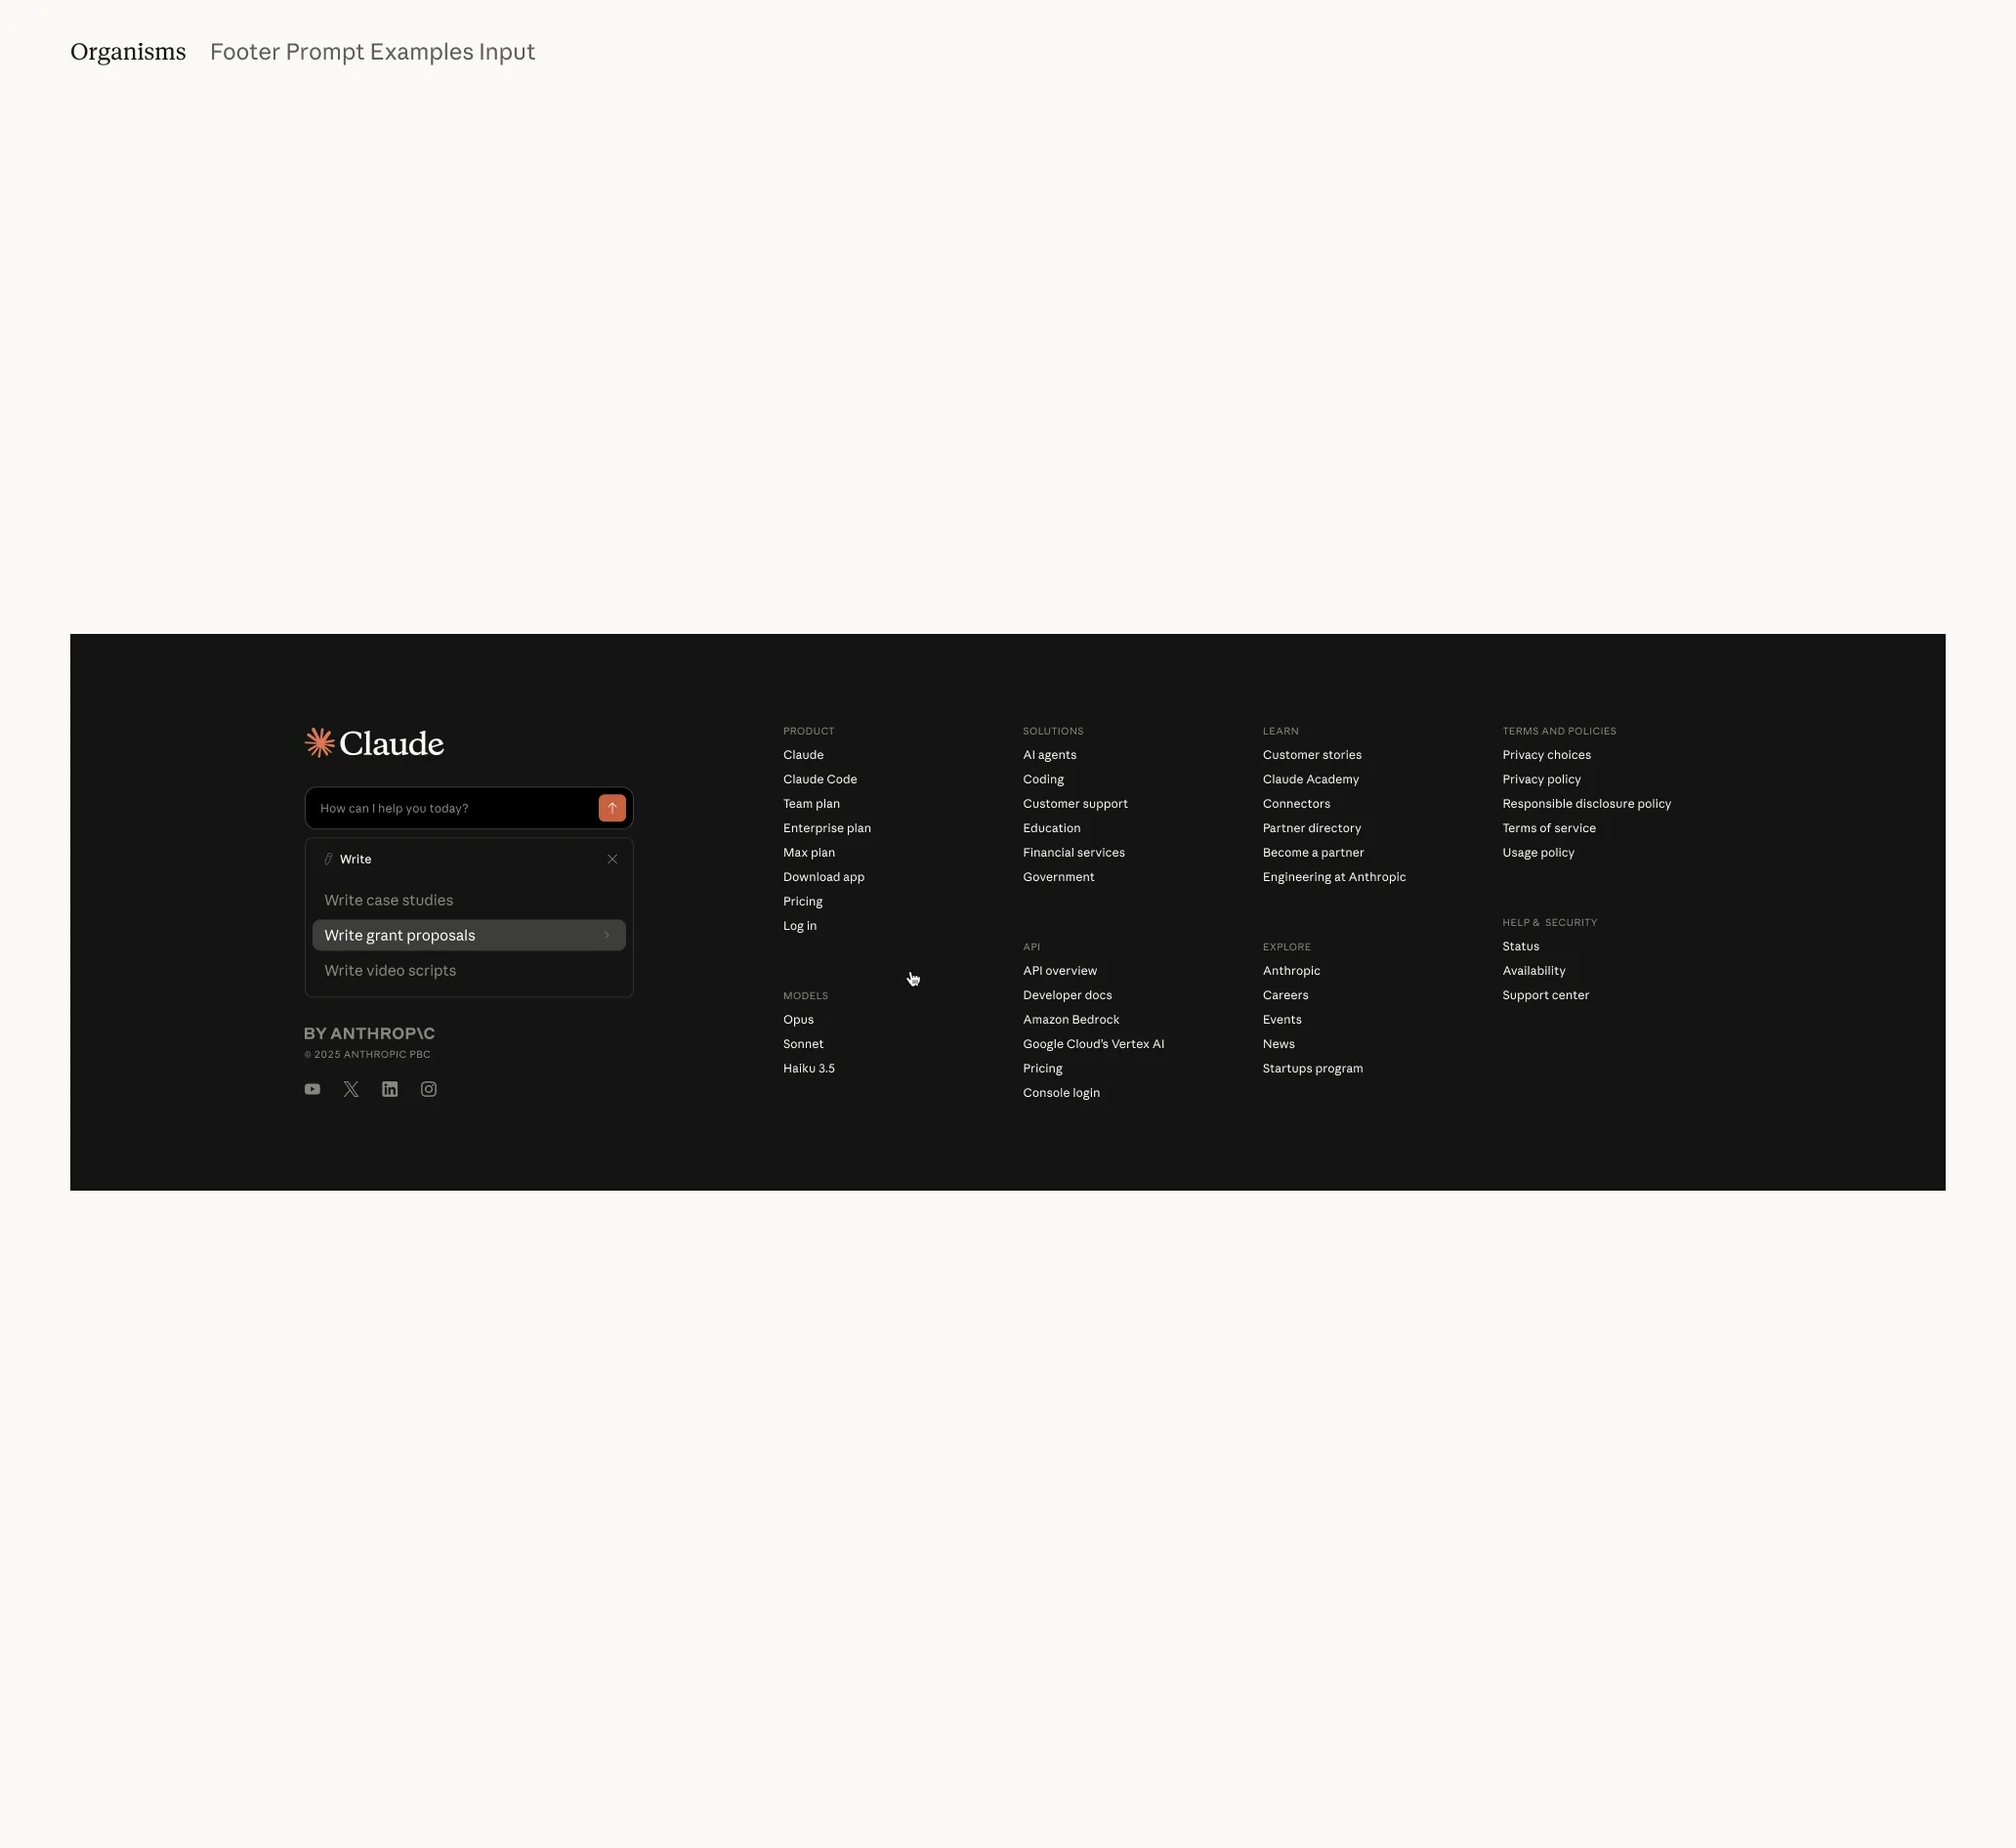 Organisms Footer Prompt Examples Input
Claude
How can I help you today?
Write
Write case studies
Write grant proposals
Write video scripts
BY ANTHROP\C
© 2025 ANTHROPIC PBC
PRODUCT
Claude
Claude Code
Team plan
Enterprise plan
Max plan
Download app
Pricing
Log in
MODELS
Opus
Sonnet
Haiku 3.5
SOLUTIONS
AI agents
Coding
Customer support
Education
Financial services
Government
API
API overview
Developer docs
Amazon Bedrock
Google Cloud’s Vertex AI
Pricing
Console login
LEARN
Customer stories
Claude Academy
Connectors
Partner directory
Become a partner
Engineering at Anthropic
EXPLORE
Anthropic
Careers
Events
News
Startups program
TERMS AND POLICIES
Privacy choices
Privacy policy
Responsible disclosure policy
Terms of service
Usage policy
HELP & SECURITY
Status
Availability
Support center